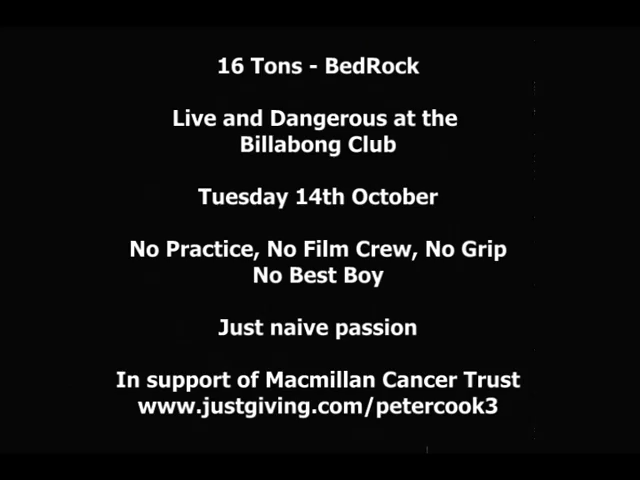 16 Tons - BedRock
Live and Dangerous at the
Billabong Club
Tuesday 14th October
No Practice, No Film Crew, No Grip
No Best Boy
Just naive passion
In support of Macmillan Cancer Trust
www.justgiving.com/petercook3